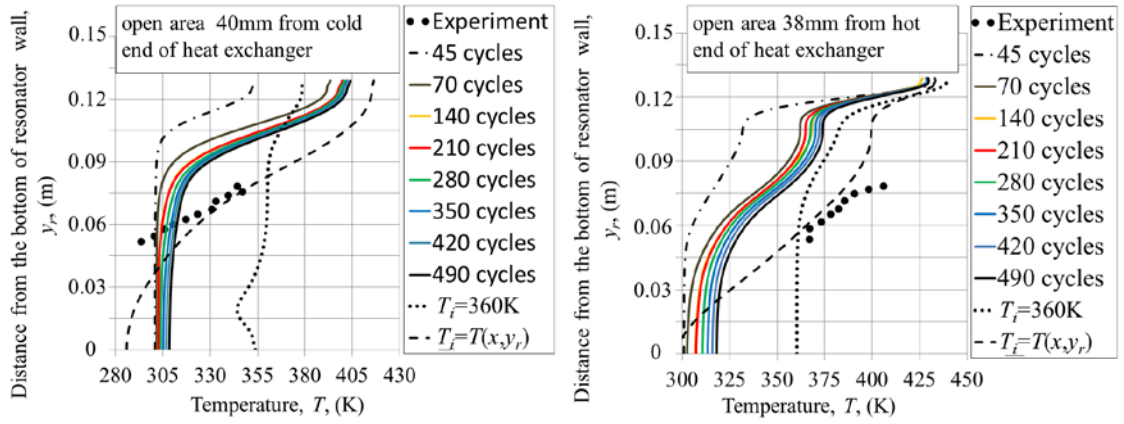 Distance from the bottom of resonator wall,
yr, (m)
0.15
0.12
0.09
0.06
0.03
0
open area 40mm from cold
end of heat exchanger
280 305 330 355 380 405 430
Temperature, T, (K)
Experiment
45 cycles
70 cycles
140 cycles
210 cycles
280 cycles
350 cycles
420 cycles
490 cycles
Ti=360K
Ti=T(x,yr)
Distance from the bottom of resonator wall,
yr, (m)
0.15
0.12
0.09
0.06
0.03
0
open area 38mm from hot
end of heat exchanger
300 325 350 375 400 425 450
Temperature, T, (K)
Experiment
45 cycles
70 cycles
140 cycles
210 cycles
280 cycles
350 cycles
420 cycles
490 cycles
Ti=360K
Ti=T(x,yr)